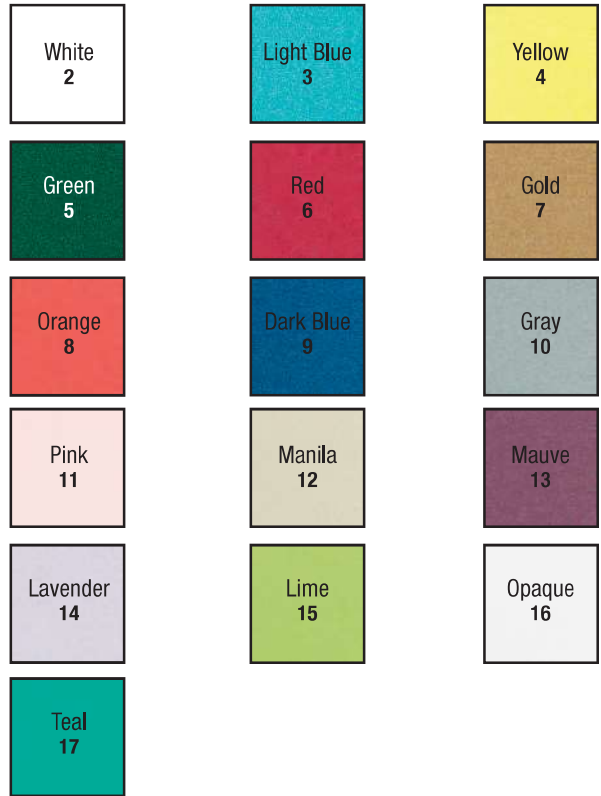 White
2
Light Blue
3
Yellow
4
Green
5
Red
6
Gold
7
Orange
8
Dark Blue
9
Gray
10
Pink
11
Manila
12
Mauve
13
Lavender
14
Lime
15
Opaque
16
Teal
17